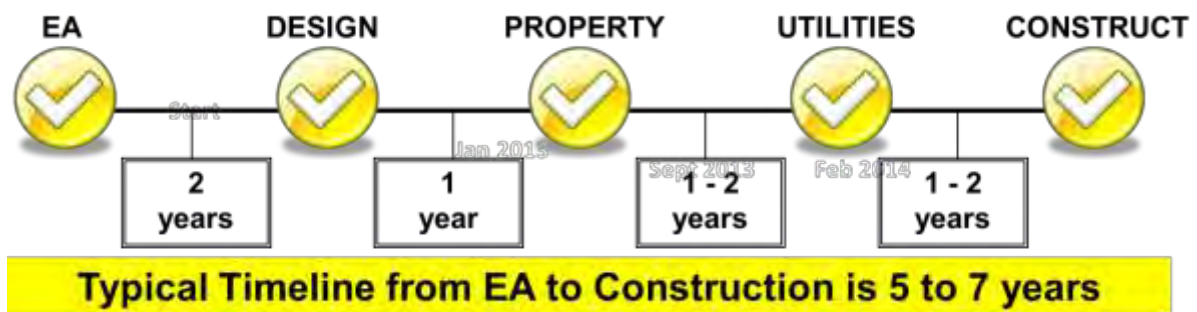 EA DESIGN PROPERTY UTILITIES CONSTRUCT
Start
Jan 2013
Sept 2013 Feb 2014
2 years
1 year
1 - 2 years
1 - 2 years
Typical Timeline from EA to Construction is 5 to 7 years